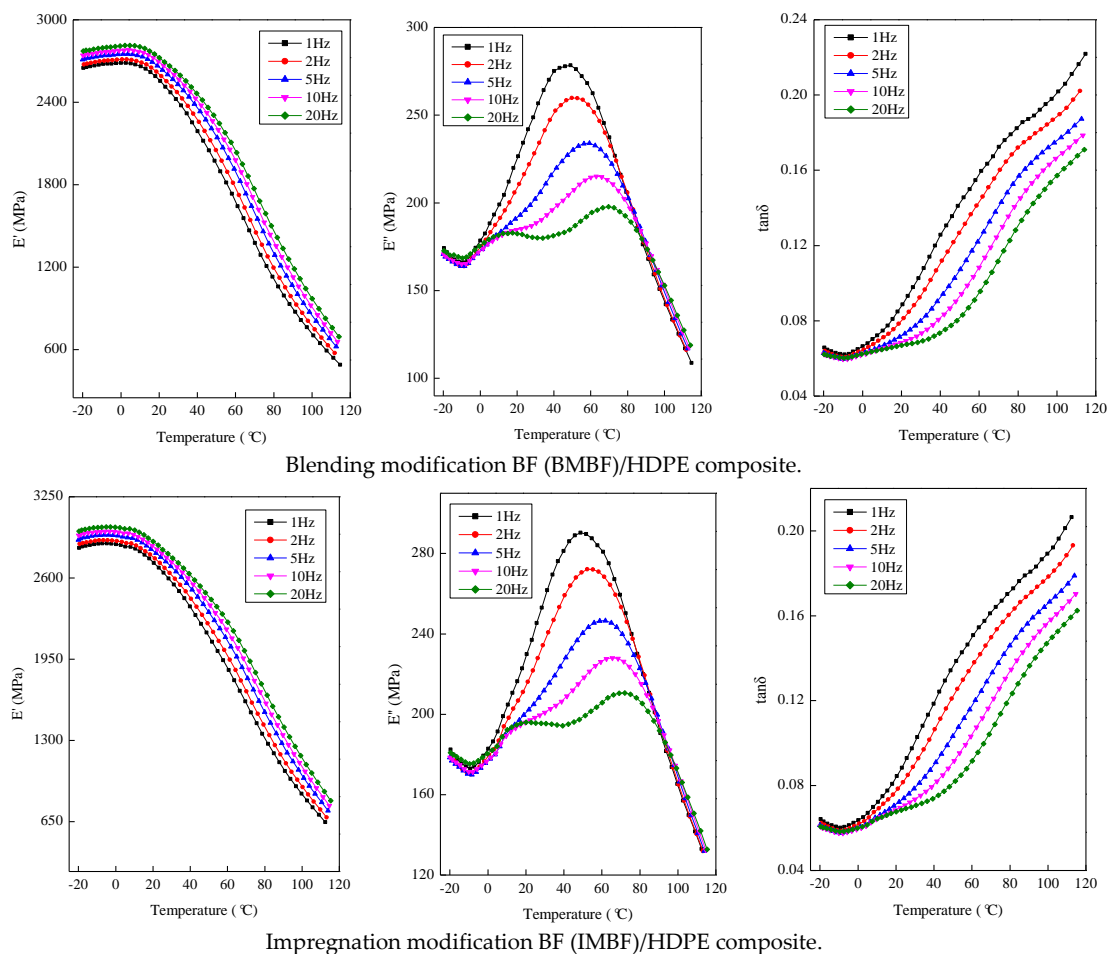 3000
2400
1800
1200
600
E' (MPa)
1Hz
2Hz
5Hz
10Hz
20Hz
-20 0 20 40 60 80 100 120
Temperature (℃)
300
250
200
150
100
E'' (MPa)
1Hz
2Hz
5Hz
10Hz
20Hz
-20 0 20 40 60 80 100 120
Temperature (℃)
0.24
0.20
0.16
0.12
0.08
0.04
tanδ
1Hz
2Hz
5Hz
10Hz
20Hz
-20 0 20 40 60 80 100 120
Temperature (℃)
Blending modification BF (BMBF)/HDPE composite.
3250
2600
1950
1300
650
E' (MPa)
1Hz
2Hz
5Hz
10Hz
20Hz
-20 0 20 40 60 80 100 120
Temperature (℃)
280
240
200
160
120
E'' (MPa)
1Hz
2Hz
5Hz
10Hz
20Hz
-20 0 20 40 60 80 100 120
Temperature (℃)
0.20
0.16
0.12
0.08
0.04
tanδ
1Hz
2Hz
5Hz
10Hz
20Hz
-20 0 20 40 60 80 100 120
Temperature (℃)
Impregnation modification BF (IMBF)/HDPE composite.